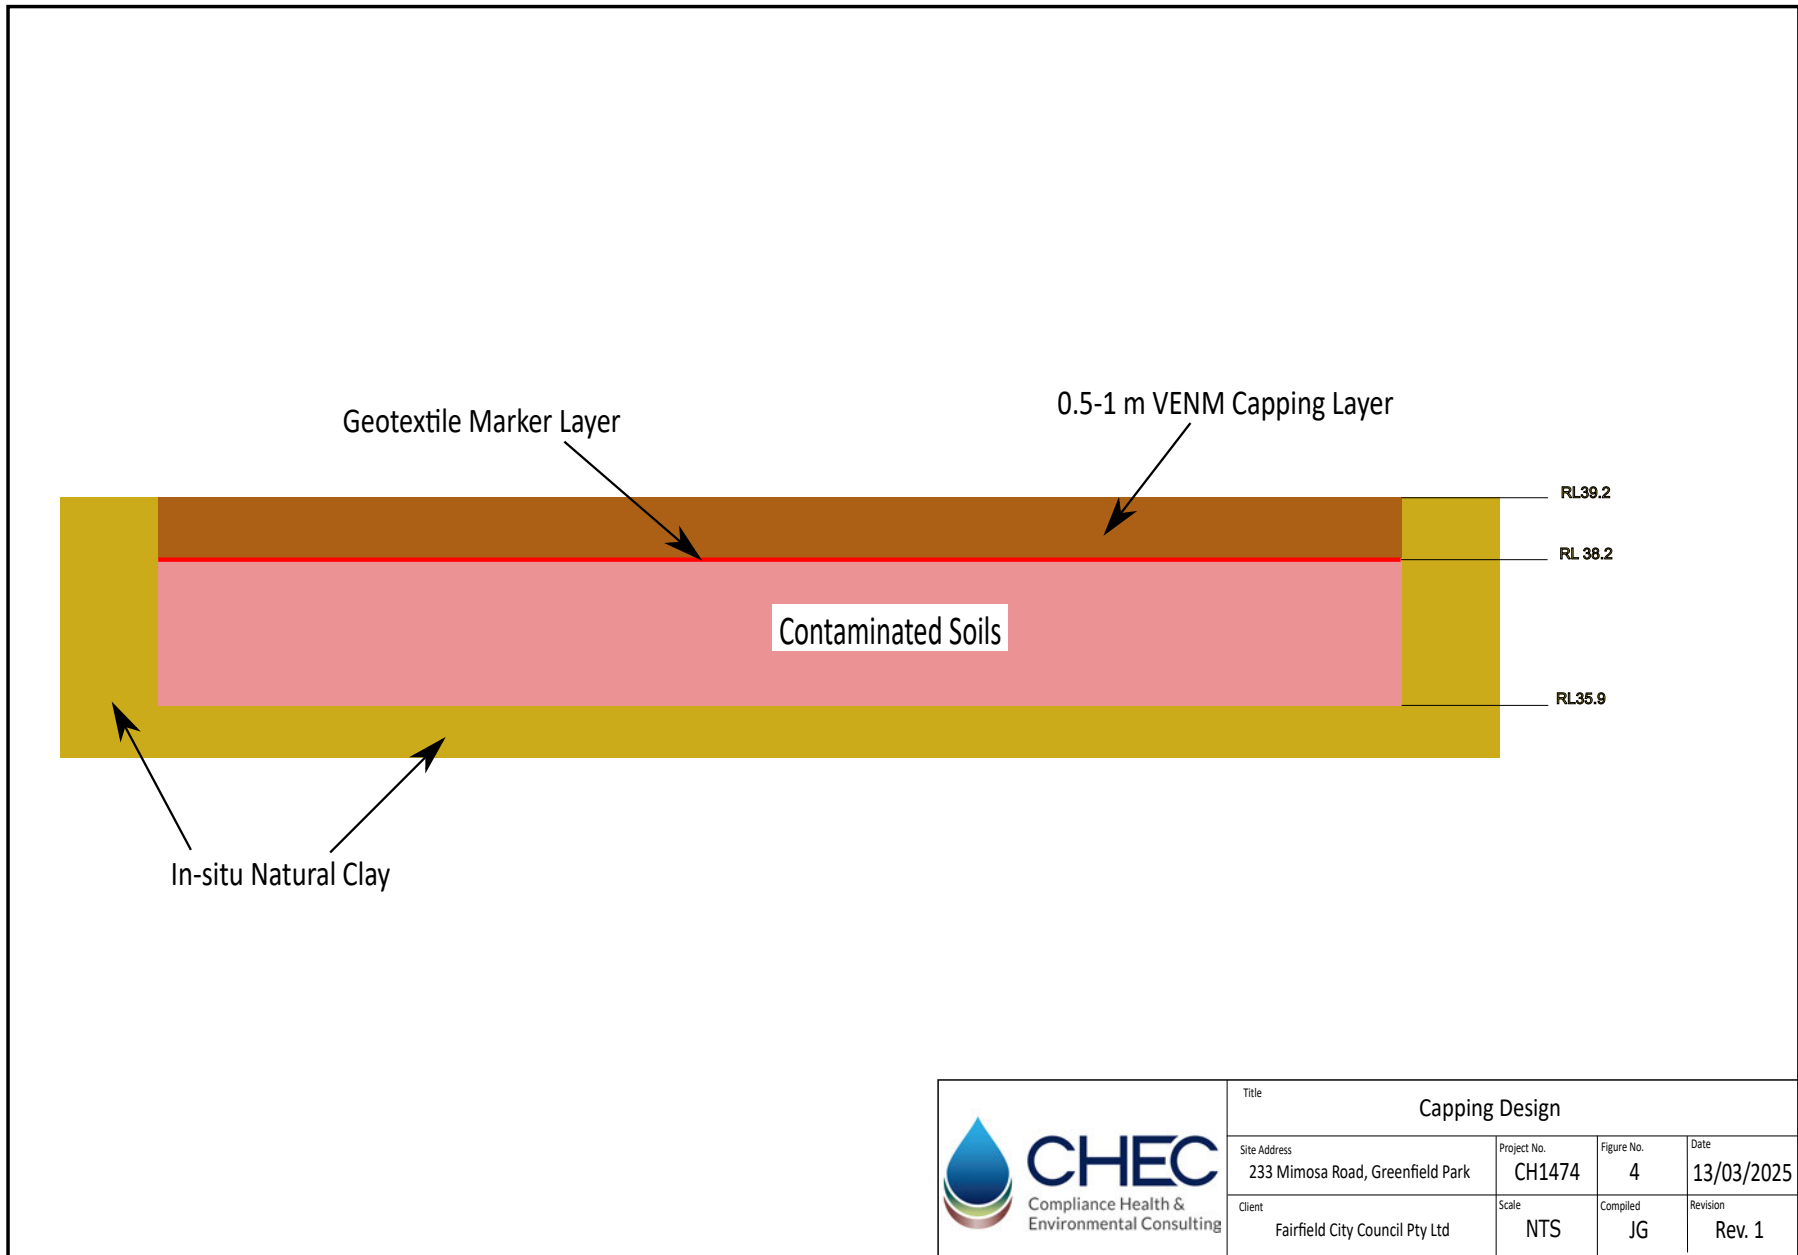 Geotextile Marker Layer
0.5-1 m VENM Capping Layer
RL39.2
RL 38.2
Contaminated Soils
RL35.9
In-situ Natural Clay
CHEC
Compliance Health &
Environmental Consulting
Title
Capping Design
Site Address
233 Mimosa Road, Greenfield Park
Project No.
CH1474
Figure No.
4
Date
13/03/2025
Client
Fairfield City Council Pty Ltd
Scale
NTS
Compiled
JG
Revision
Rev. 1